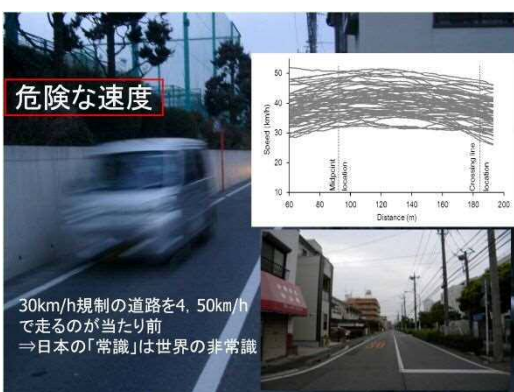 危険な速度
50
40
30
20
10
Speed (km/h)
Midpoint
location
Crossing line
location
60
80
100
120
140
160
180
200
Distance (m)
30km/h規制の道路を4, 50km/h
で走るのが当たり前
⇒日本の「常識」は世界の非常識